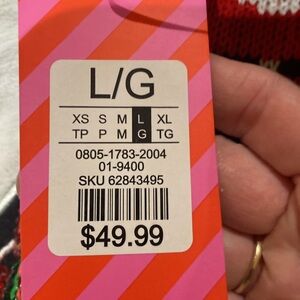 L/G
XS S M L XL
TP P M G TG
0805-1783-2004
01-9400
SKU 62843495
$49.99